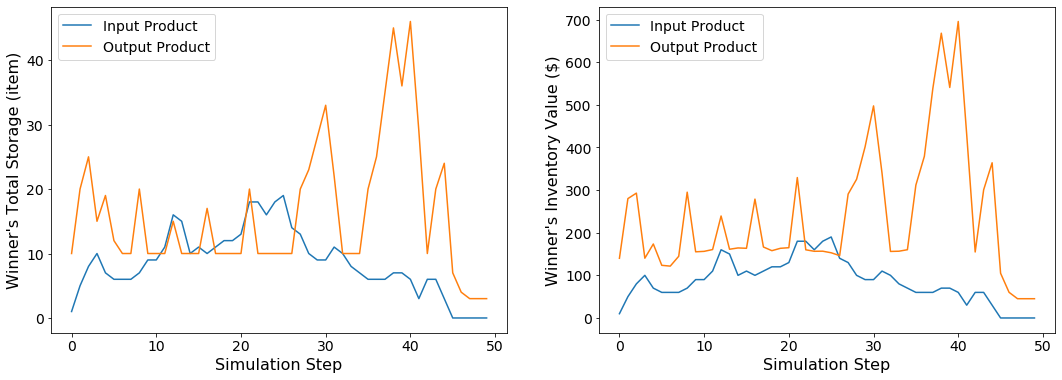 Input Product
Output Product
Winner's Total Storage (item)
40
30
20
10
0
0 10 20 30 40 50
Simulation Step
Input Product
Output Product
Winner's Inventory Value ($)
700
600
500
400
300
200
100
0
0 10 20 30 40 50
Simulation Step